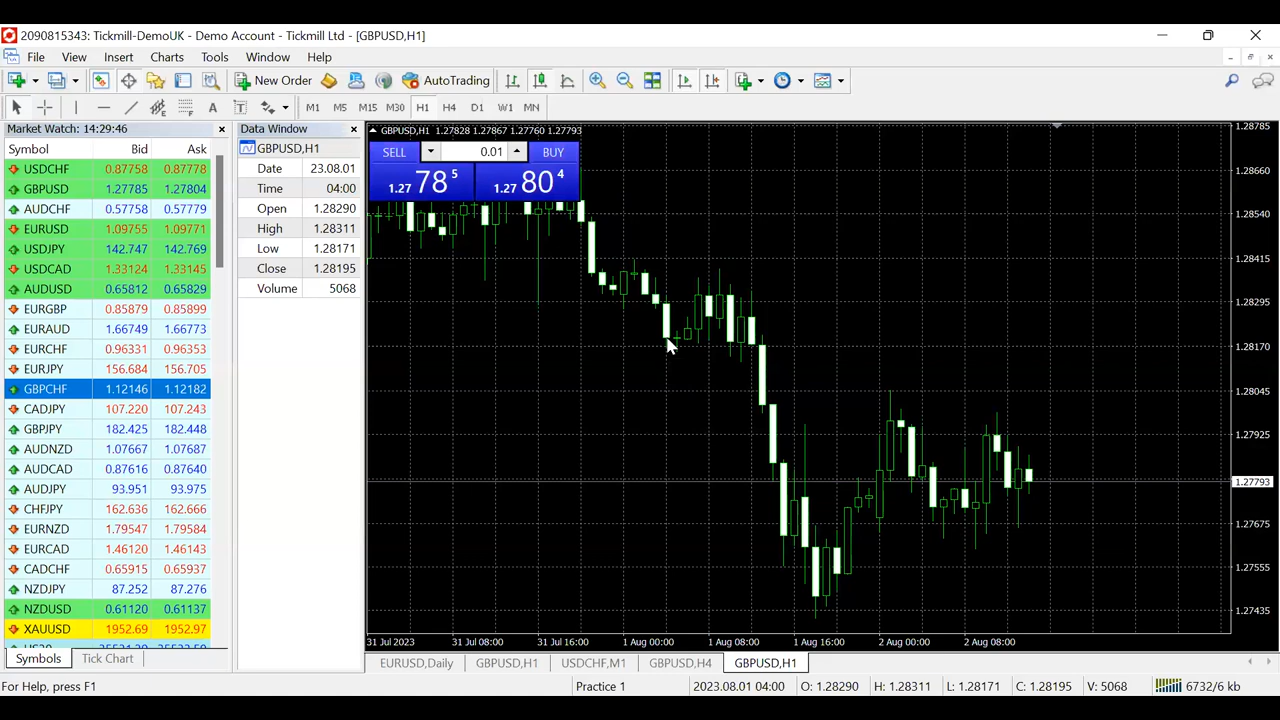 2090815343: Tickmill-DemoUK - Demo Account - Tickmill Ltd - [GBPUSD,H1]
File View Insert Charts Tools Window Help
New Order AutoTrading
A T M1 M5 M15 M30 H1 H4 D1 W1 MN
Market Watch: 14:29:46
Symbol Bid Ask
USDCHF 0.87758 0.87778
GBPUSD 1.27785 1.27804
AUDCHF 0.57758 0.57779
EURUSD 1.09755 1.09771
USDJPY 142.747 142.769
USDCAD 1.33124 1.33145
AUDUSD 0.65812 0.65829
EURGBP 0.85879 0.85899
EURAUD 1.66749 1.66773
EURCHF 0.96331 0.96353
EURJPY 156.684 156.705
GBPCHF 1.12146 1.12182
CADJPY 107.220 107.243
GBPJPY 182.425 182.448
AUDNZD 1.07667 1.07687
AUDCAD 0.87616 0.87640
AUDJPY 93.951 93.975
CHFJPY 162.636 162.666
EURNZD 1.79547 1.79584
EURCAD 1.46120 1.46143
CADCHF 0.65915 0.65937
NZDJPY 87.252 87.276
NZDUSD 0.61120 0.61137
XAUUSD 1952.69 1952.97
Symbols Tick Chart
Data Window
GBPUSD,H1
Date 23.08.01
Time 04:00
Open 1.28290
High 1.28311
Low 1.28171
Close 1.28195
Volume 5068
GBPUSD,H1 1.27828 1.27867 1.27760 1.27793
SELL 0.01 BUY
1.27 78 5 1.27 80 4
1.28785
1.28660
1.28540
1.28415
1.28295
1.28170
1.28045
1.27925
1.27793
1.27675
1.27555
1.27435
31 Jul 2023 31 Jul 08:00 31 Jul 16:00 1 Aug 00:00 1 Aug 08:00 1 Aug 16:00 2 Aug 00:00 2 Aug 08:00
EURUSD,Daily GBPUSD,H1 USDCHF,M1 GBPUSD,H4 GBPUSD,H1
For Help, press F1 Practice 1 2023.08.01 04:00 O: 1.28290 H: 1.28311 L: 1.28171 C: 1.28195 V: 5068 6732/6 kb